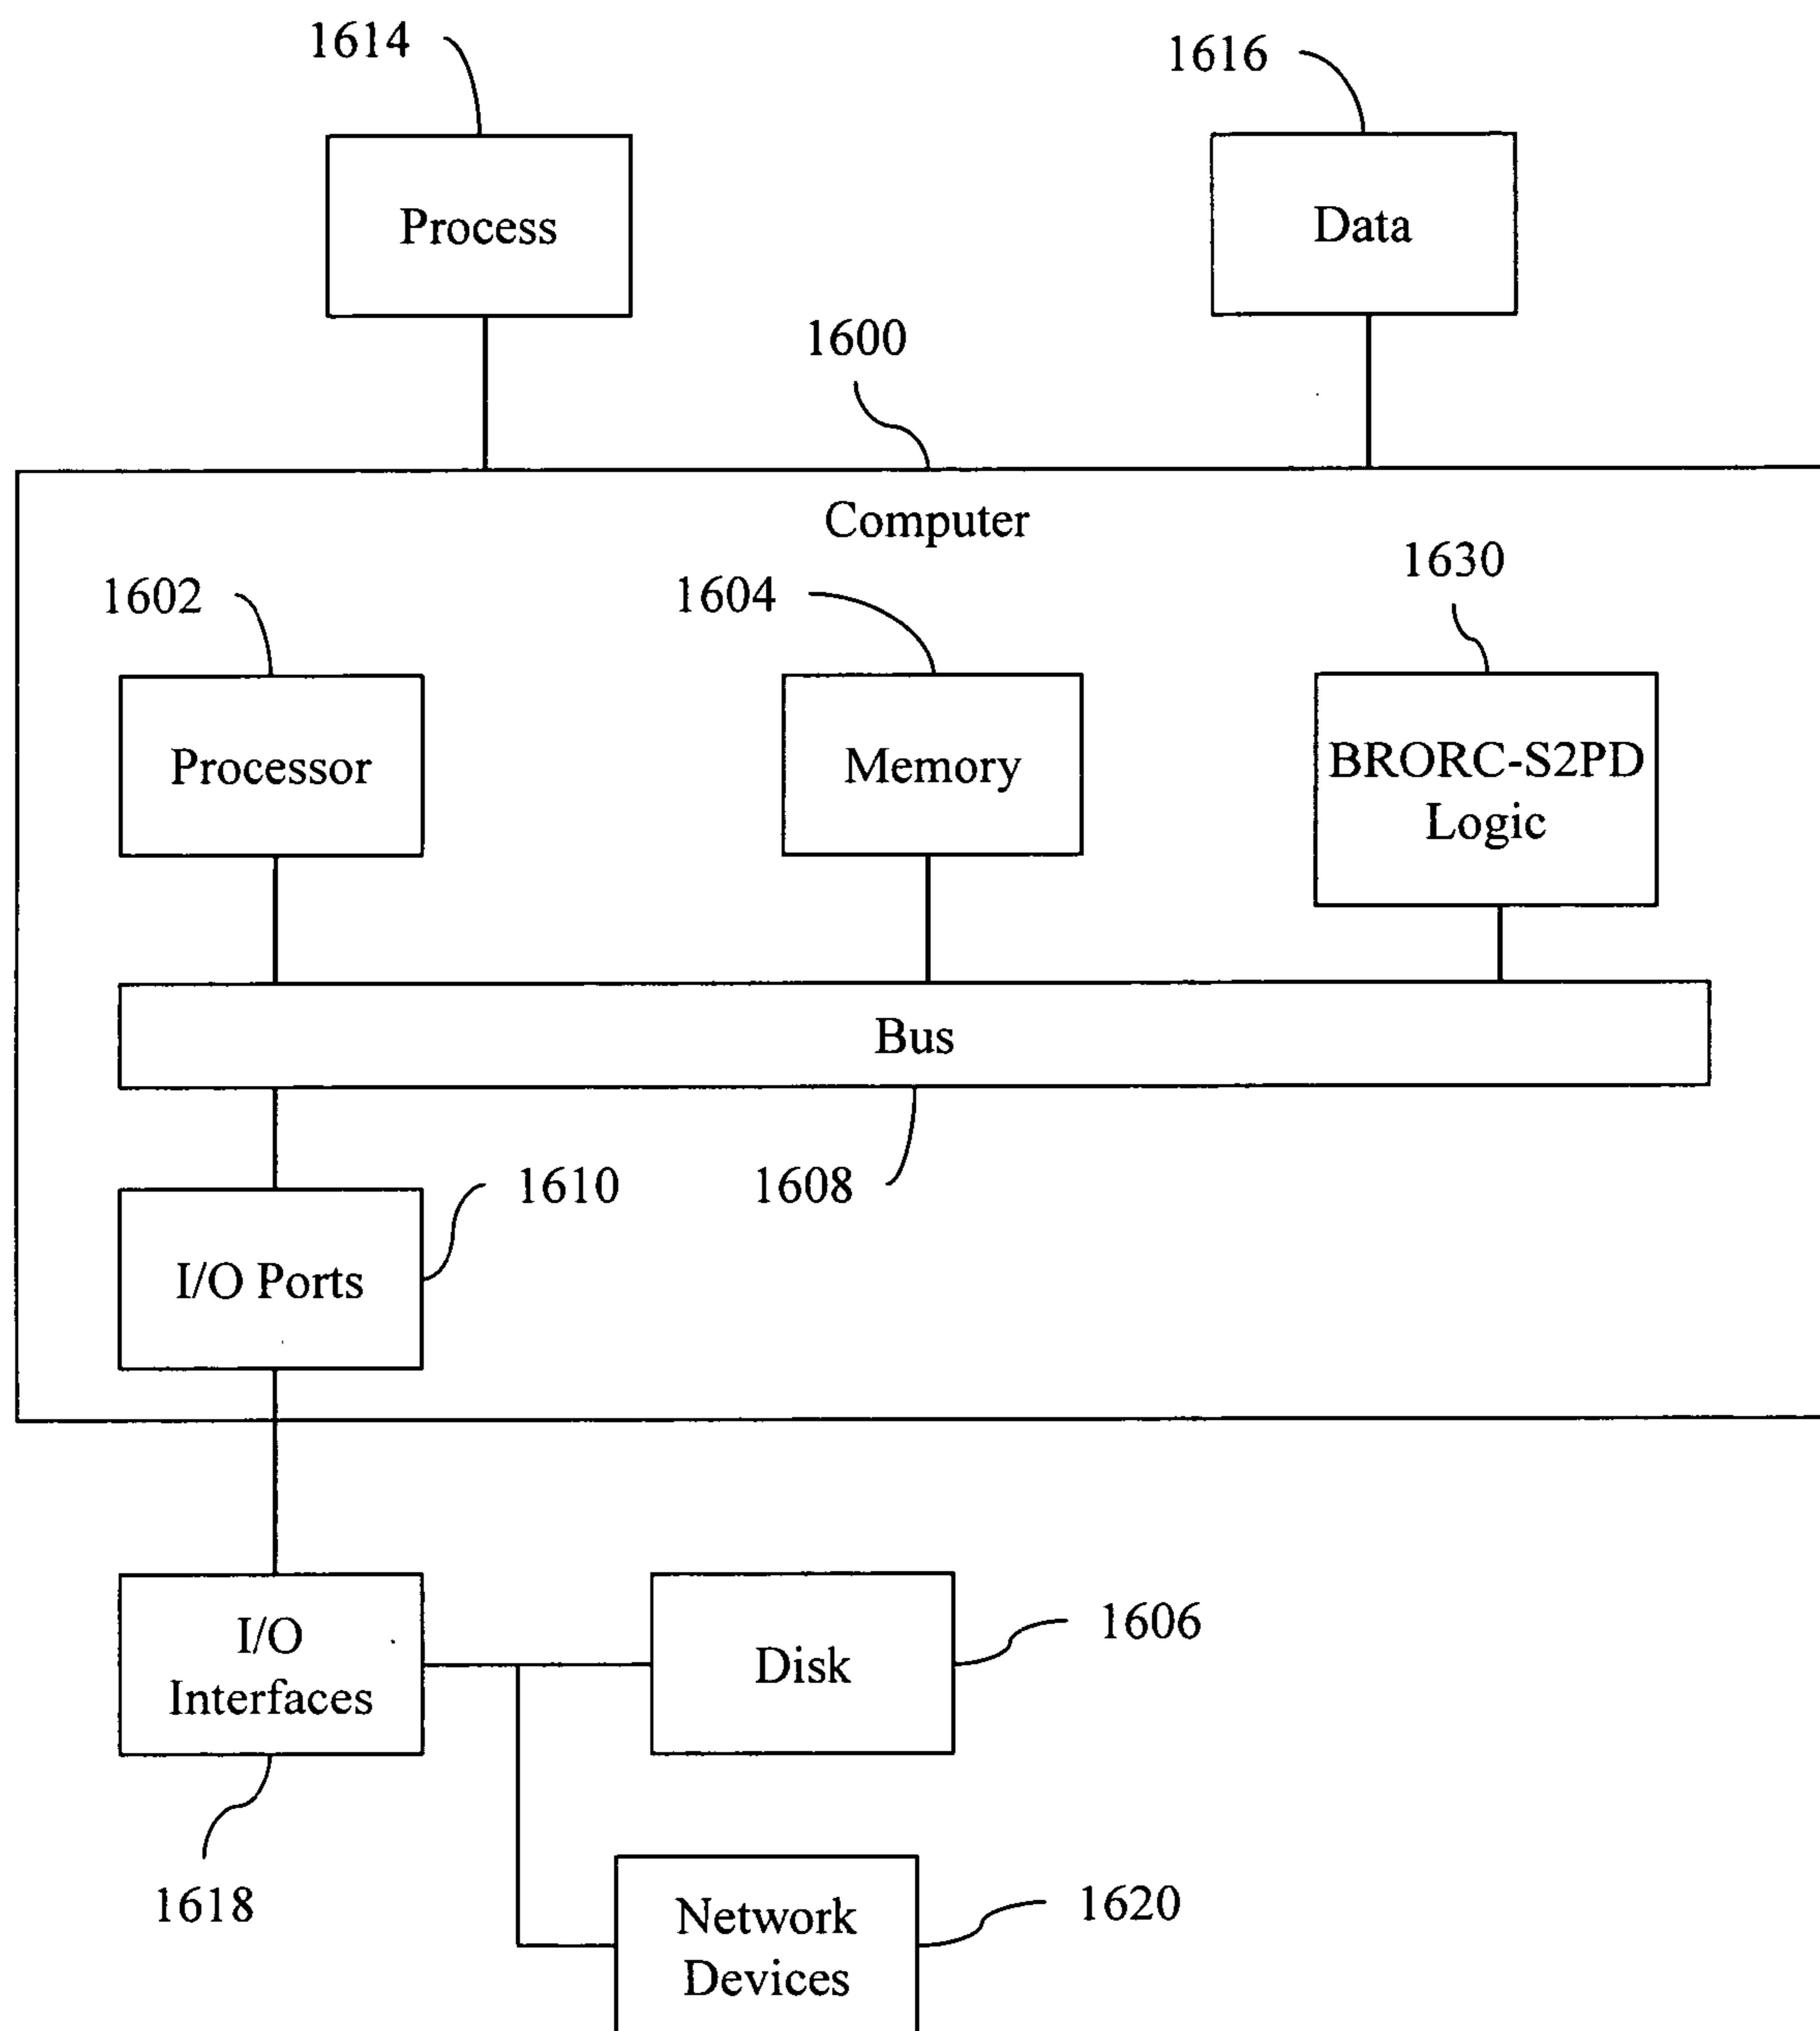 1614
1616
Process
Data
1600
Computer
1630
1602
1604
Processor
Memory
BRORC-S2PD
Logic
Bus
1610
1608
I/O Ports
I/O
Interfaces
Disk
1606
1618
Network
Devices
1620